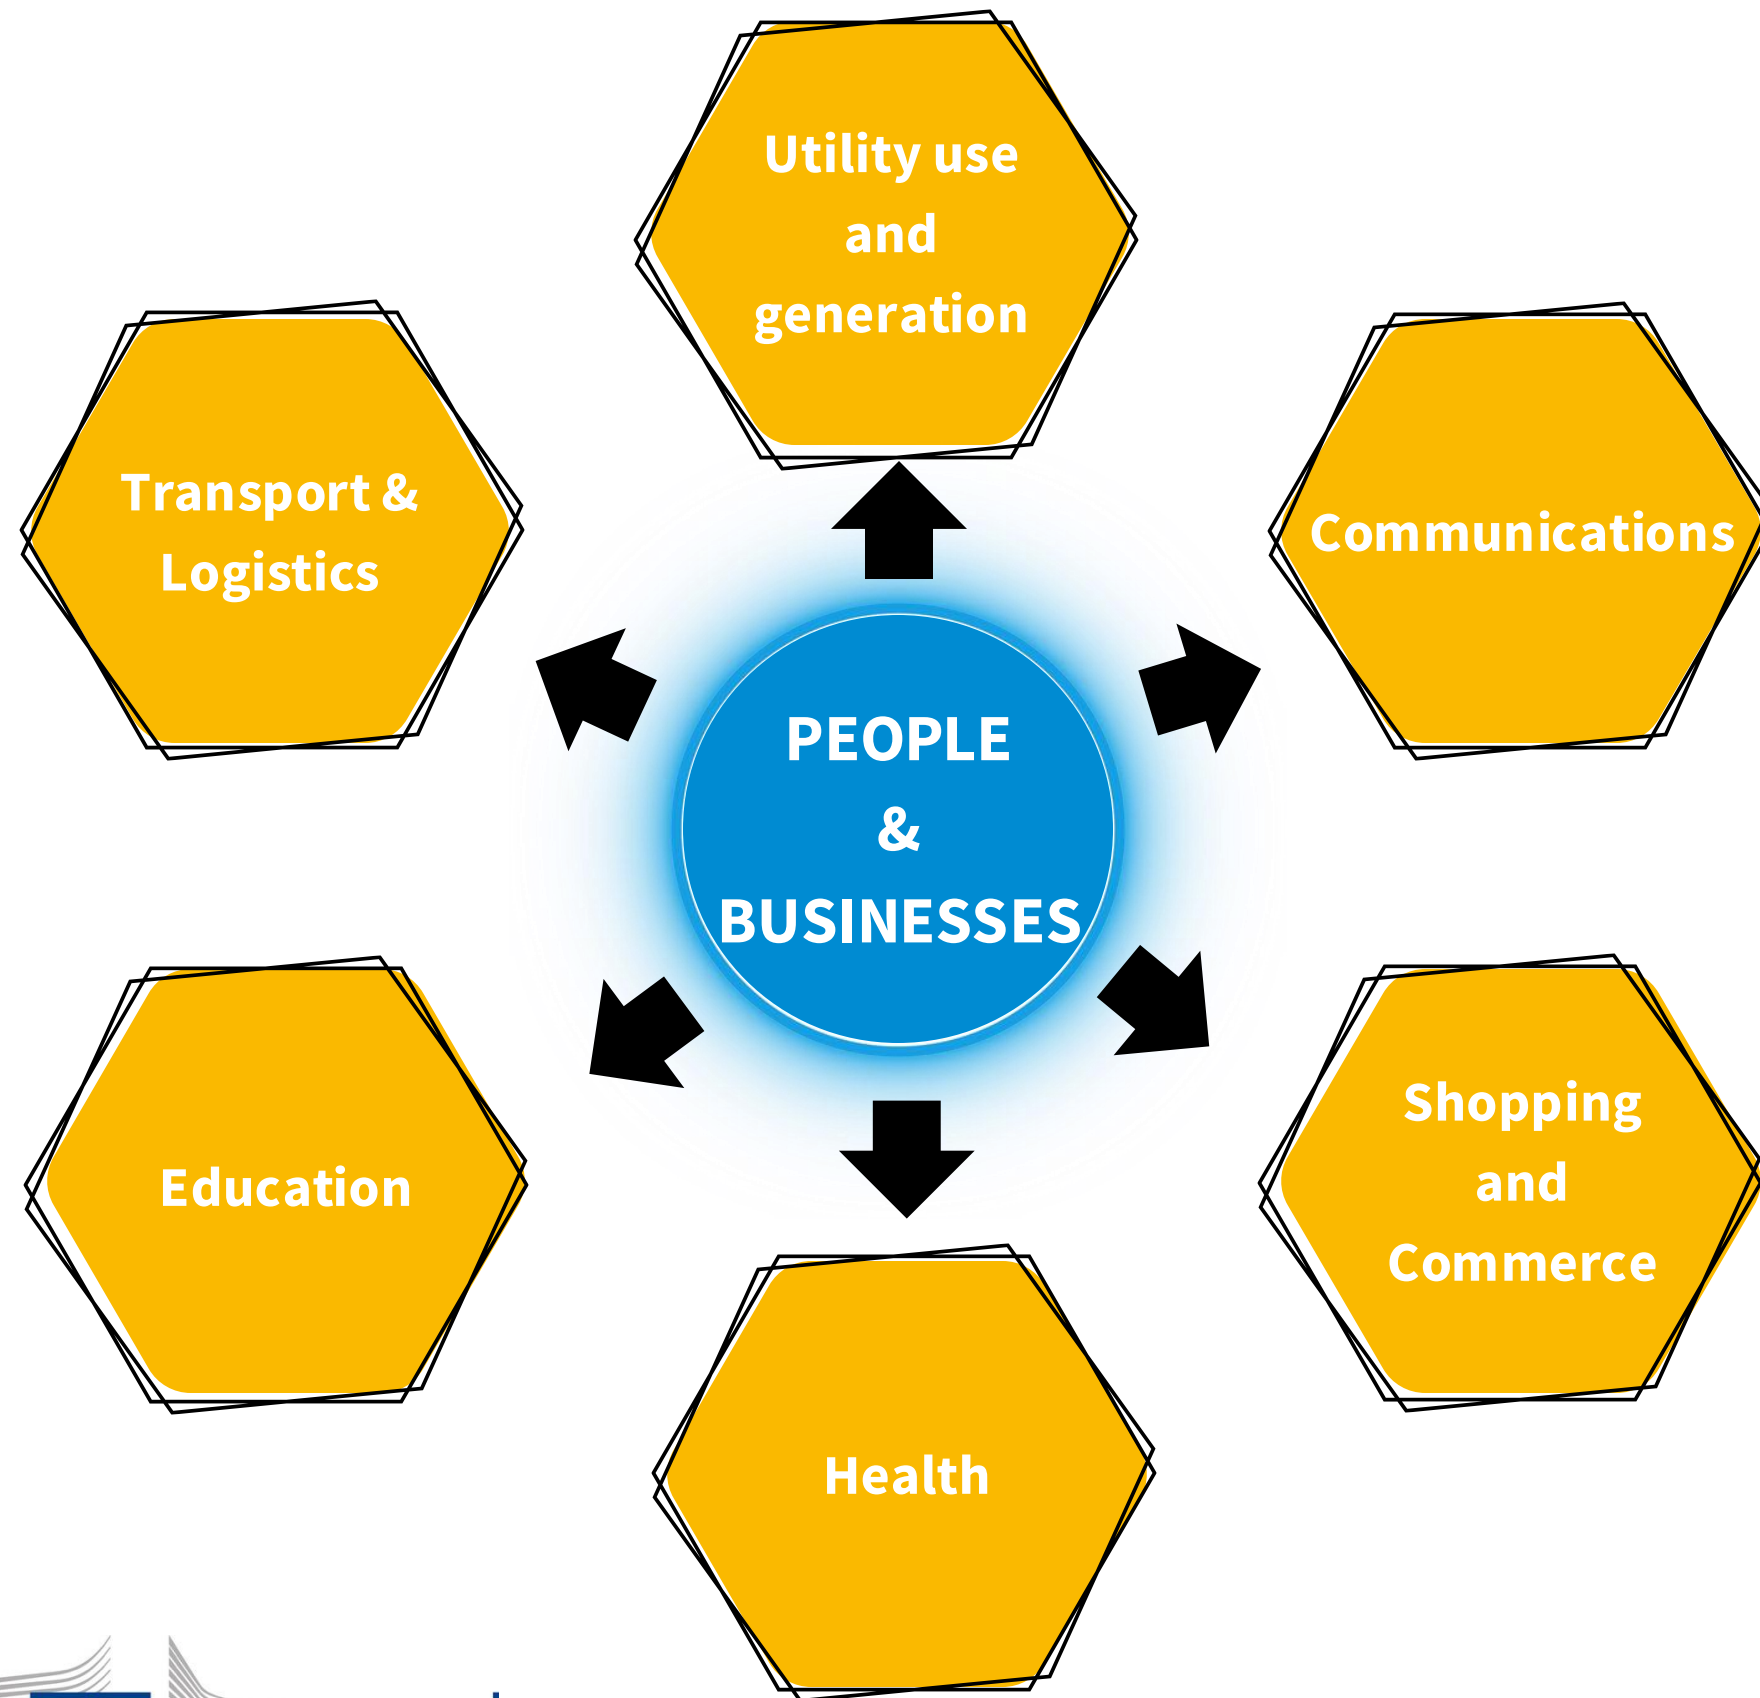 Utility use
and
generation
Transport &
Logistics
Communications
PEOPLE
&
BUSINESSES
Education
Shopping
and
Commerce
Health